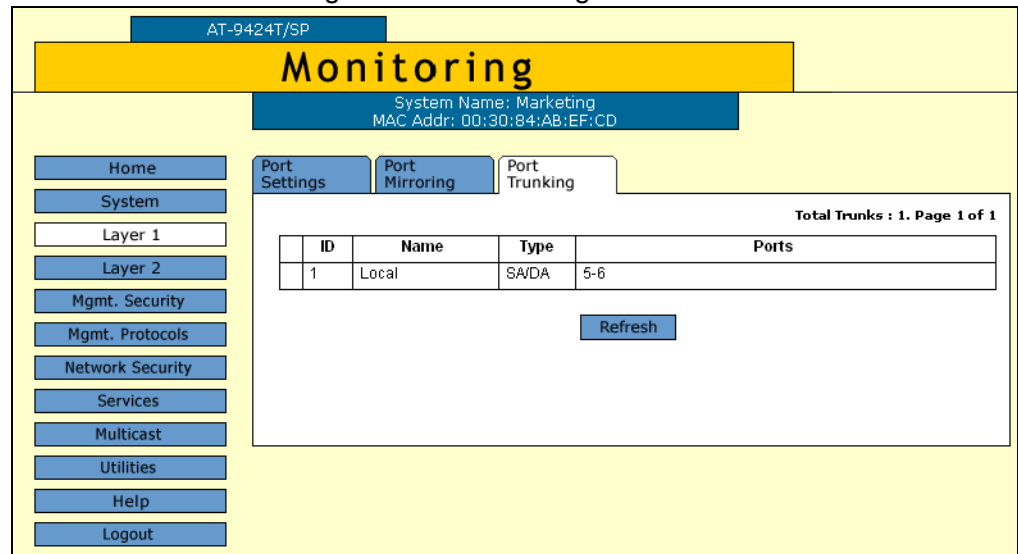 AT-9424T/SP
Monitoring
System Name: Marketing
MAC Addr: 00:30:84:AB:EF:CD
Home
System
Layer 1
Layer 2
Mgmt. Security
Mgmt. Protocols
Network Security
Services
Multicast
Utilities
Help
Logout
Port Settings
Port Mirroring
Port Trunking
Total Trunks : 1. Page 1 of 1
ID Name Type Ports
1 Local SA/DA 5-6
Refresh